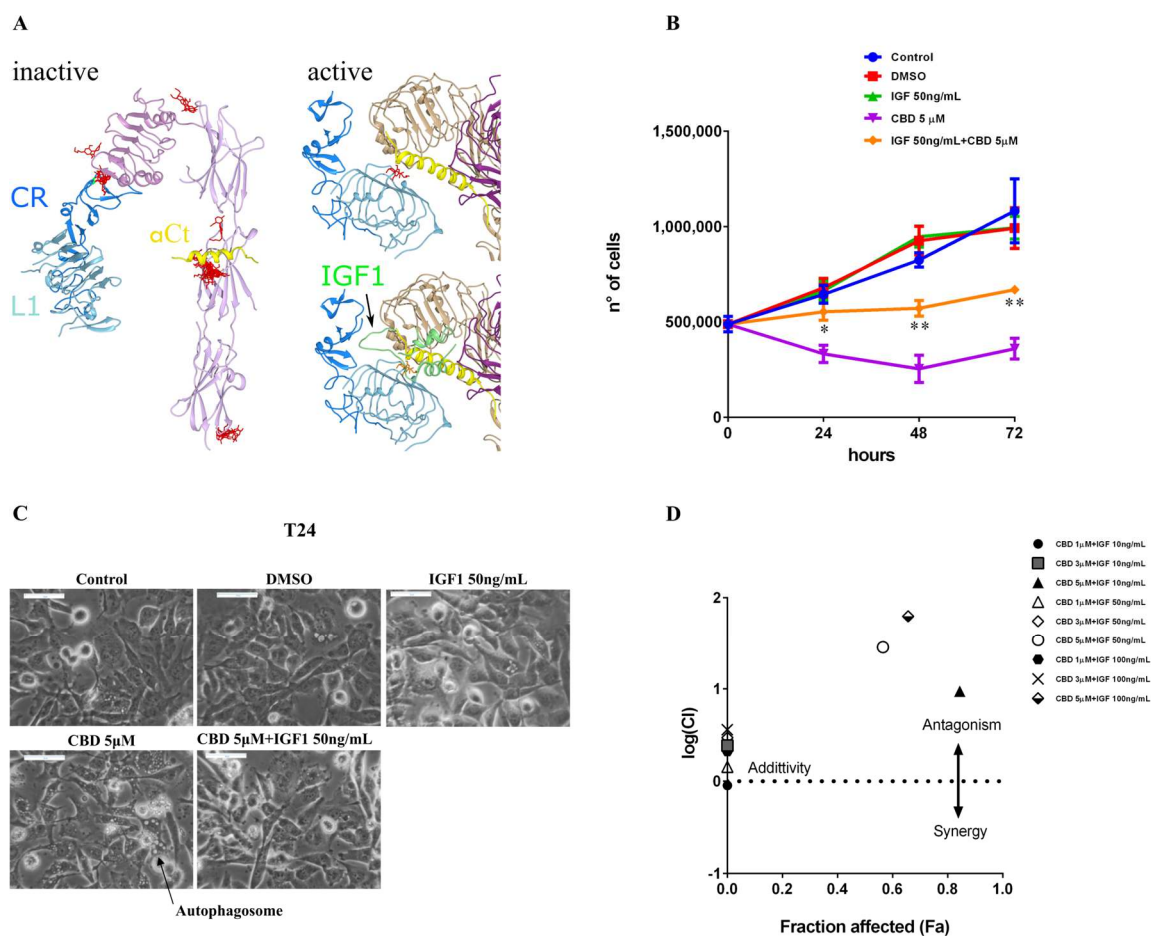 A
inactive
active
CR
αCt
L1
IGF1
B
Control
DMSO
IGF 50ng/mL
CBD 5 μM
IGF 50ng/mL+CBD 5μM
1,500,000
1,000,000
500,000
0
n° of cells
*
**
**
0
24
48
72
hours
C
T24
Control
DMSO
IGF1 50ng/mL
CBD 5μM
CBD 5μM+IGF1 50ng/mL
Autophagosome
D
CBD 1μM+IGF 10ng/mL
CBD 3μM+IGF 10ng/mL
CBD 5μM+IGF 10ng/mL
CBD 1μM+IGF 50ng/mL
CBD 3μM+IGF 50ng/mL
CBD 5μM+IGF 50ng/mL
CBD 1μM+IGF 100ng/mL
CBD 3μM+IGF 100ng/mL
CBD 5μM+IGF 100ng/mL
2
1
0
-1
log(CI)
Antagonism
Addittivity
Synergy
0.0
0.2
0.4
0.6
0.8
1.0
Fraction affected (Fa)